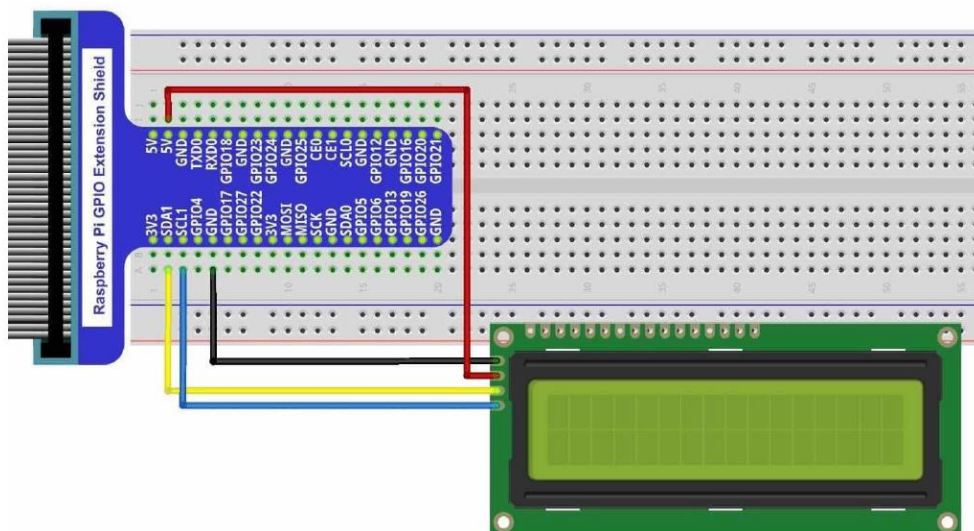 Raspberry Pi GPIO Extension Shield
5V
5V
GND
TXD0
RXD0
GPIO18
GND
GPIO23
GPIO24
GND
GPIO25
CE0
CE1
SCL0
GND
GPIO12
GND
GPIO16
GPIO20
GPIO21
3V3
SDA1
SCL1
GPIO4
GND
GPIO17
GPIO27
GPIO22
3V3
MOSI
MISO
SCK
GND
SDA0
GPIO5
GPIO6
GPIO13
GPIO19
GPIO26
GND